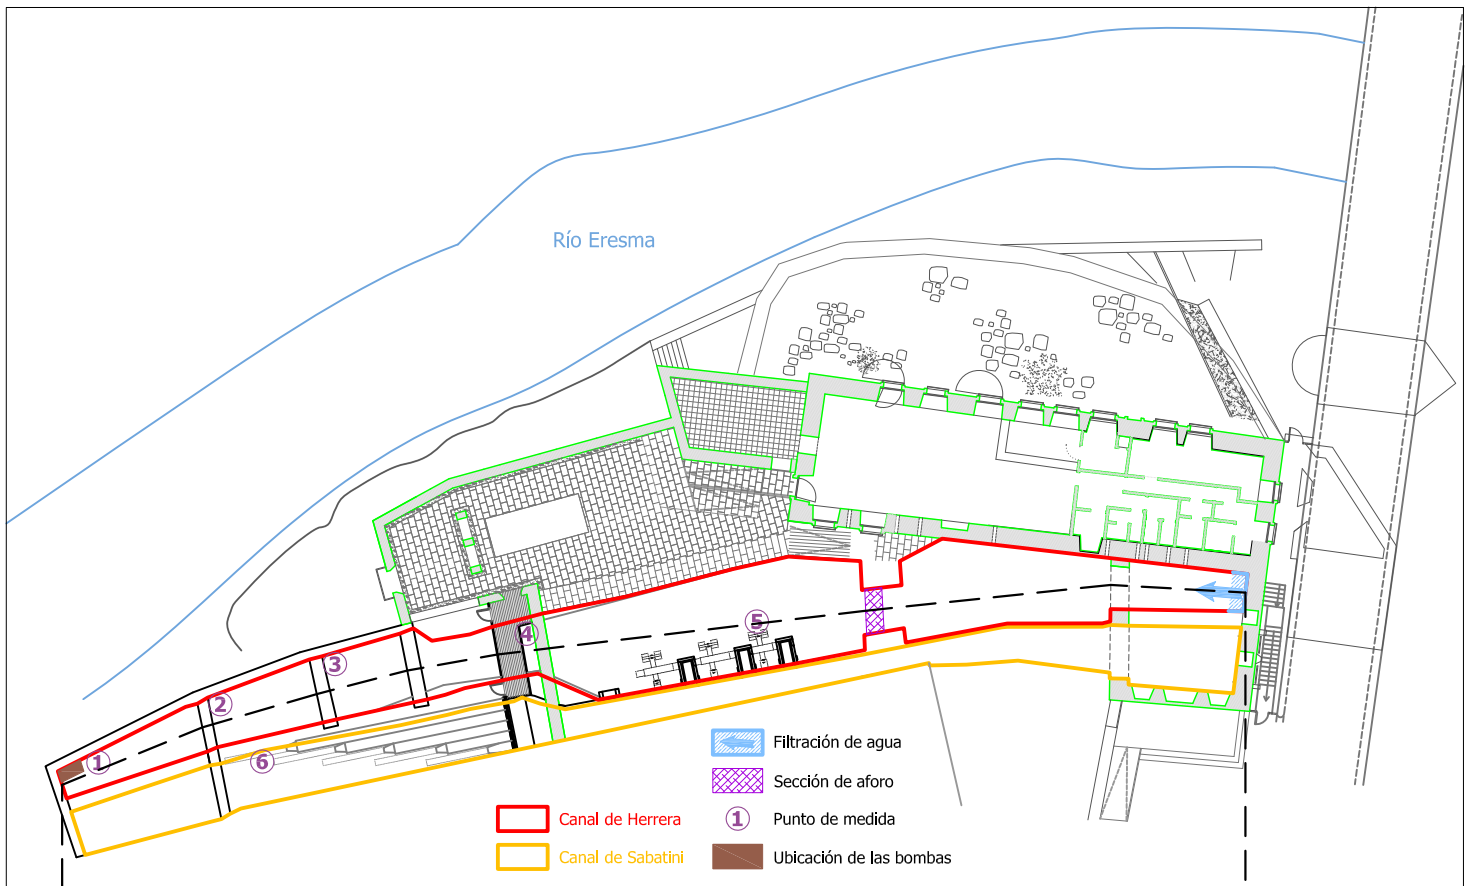 Río Eresma
5
4
3
2
1
6
Filtración de agua
Sección de aforo
Canal de Herrera
1 Punto de medida
Canal de Sabatini
Ubicación de las bombas